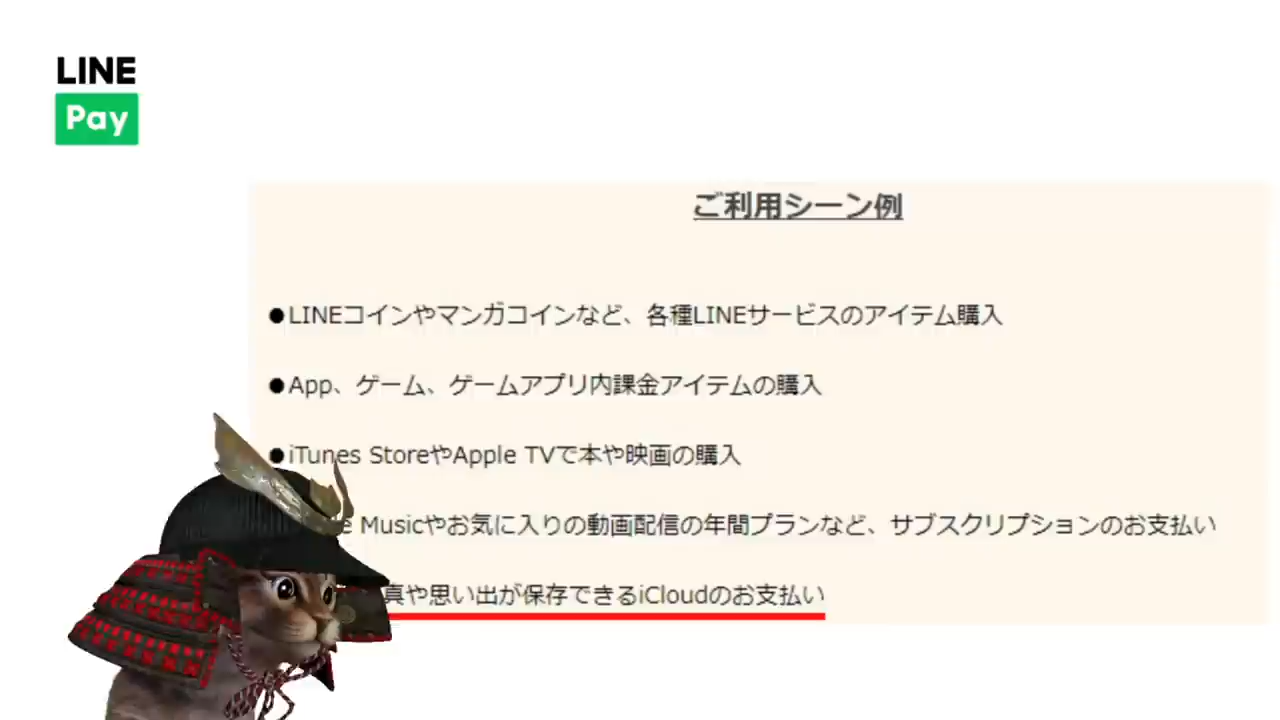 LINE
Pay
ご利用シーン例
●LINEコインやマンガコインなど、各種LINEサービスのアイテム購入
●App、ゲーム、ゲームアプリ内課金アイテムの購入
●iTunes StoreやApple TVで本や映画の購入
Musicやお気に入りの動画配信の年間プランなど、サブスクリプションのお支払い
真や思い出が保存できるiCloudのお支払い